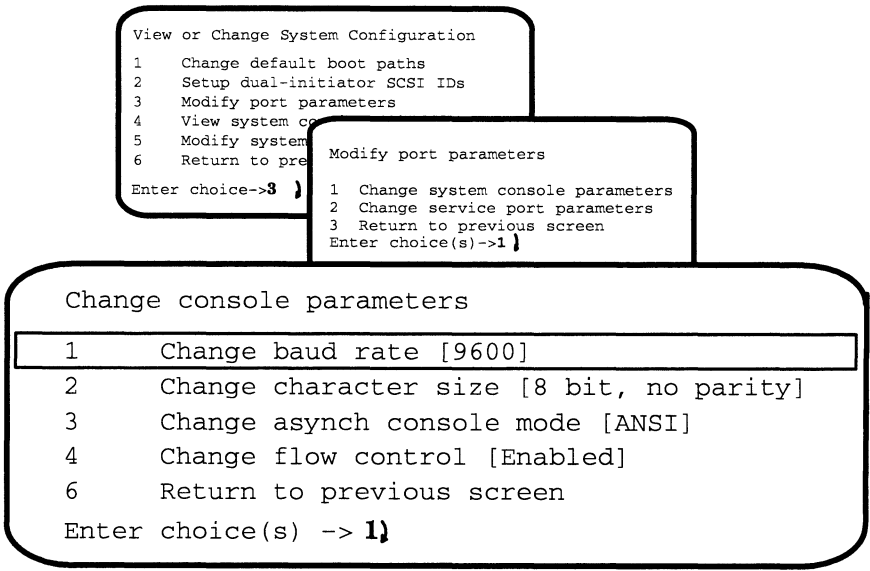 View or Change System Configuration
1 Change default boot paths
2 Setup dual-initiator SCSI IDs
3 Modify port parameters
4 View system
5 Modify system
6 Return to
Enter choice->3
Modify port parameters
1 Change system console parameters
2 Change service port parameters
3 Return to previous screen
Enter choice(s)->1
Change console parameters
1 Change baud rate [9600]
2 Change character size [8 bit, no parity]
3 Change asynch console mode [ANSI]
4 Change flow control [Enabled]
6 Return to previous screen
Enter choice(s) -> 1